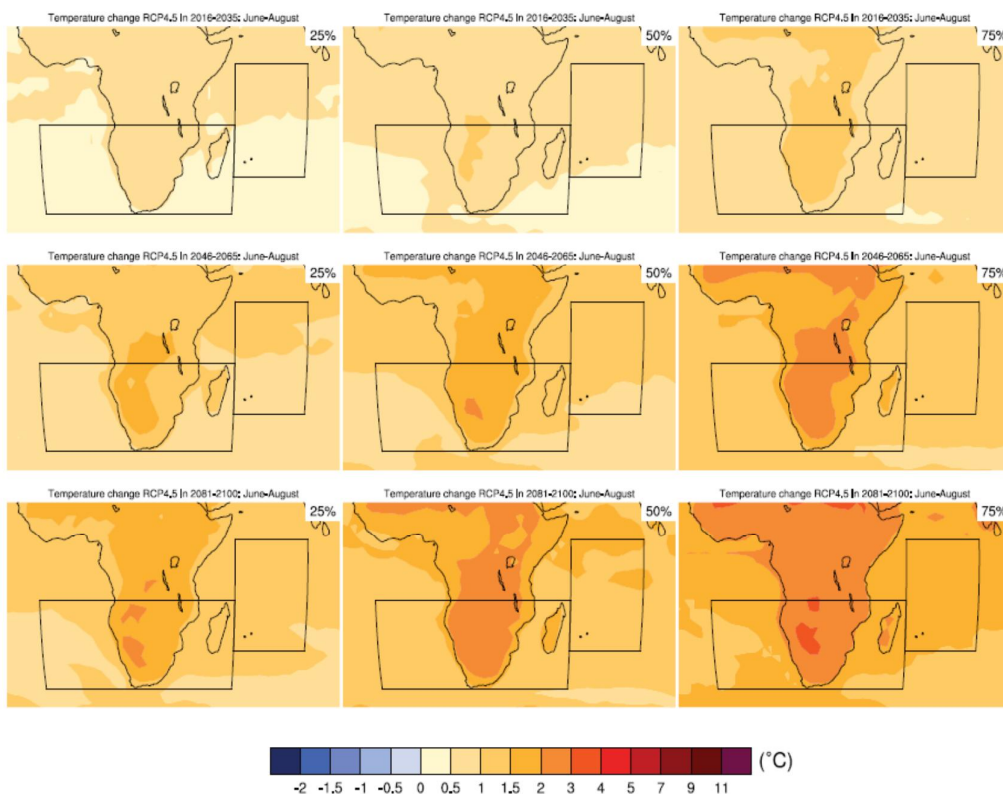 Temperature change RCP4.5 in 2016-2035: June-August
25%
Temperature change RCP4.5 in 2016-2035: June-August
50%
Temperature change RCP4.5 in 2016-2035: June-August
75%
Temperature change RCP4.5 in 2046-2065: June-August
25%
Temperature change RCP4.5 in 2046-2065: June-August
50%
Temperature change RCP4.5 in 2046-2065: June-August
75%
Temperature change RCP4.5 in 2081-2100: June-August
25%
Temperature change RCP4.5 in 2081-2100: June-August
50%
Temperature change RCP4.5 in 2081-2100: June-August
75%
(°C)
-2 -1.5 -1 -0.5 0 0.5 1 1.5 2 3 4 5 7 9 11